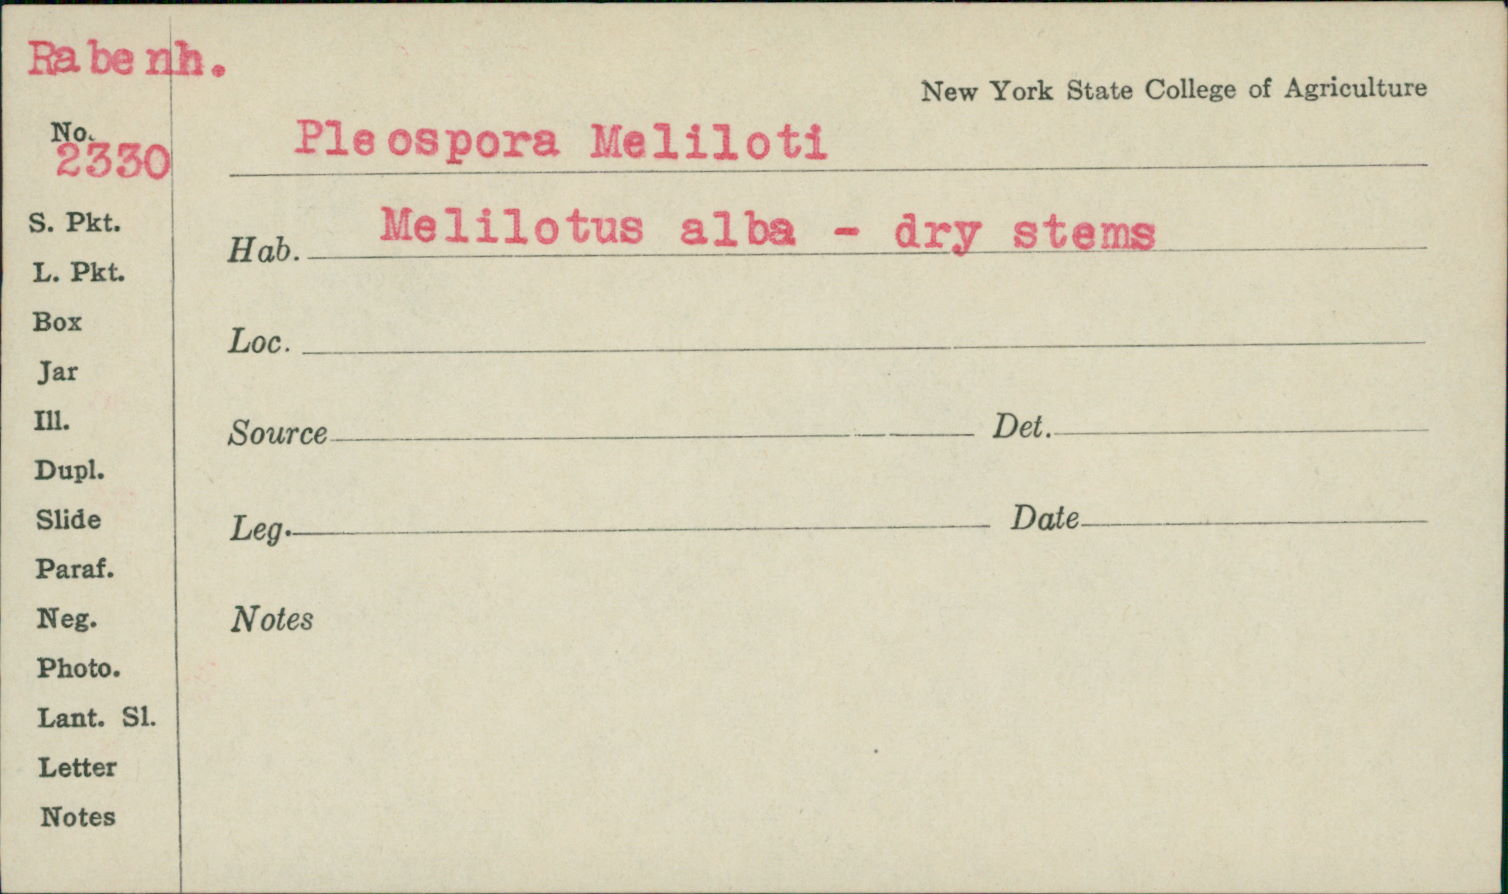 Rabenh.
New York State College of Agriculture
No.
2330
Pleospora Meliloti
S. Pkt.
Hab. Melilotus alba - dry stems
L. Pkt.
Box
Loc.
Jar
Ill.
Source Det.
Dupl.
Slide
Leg. Date
Paraf.
Neg.
Notes
Photo.
Lant. Sl.
Letter
Notes